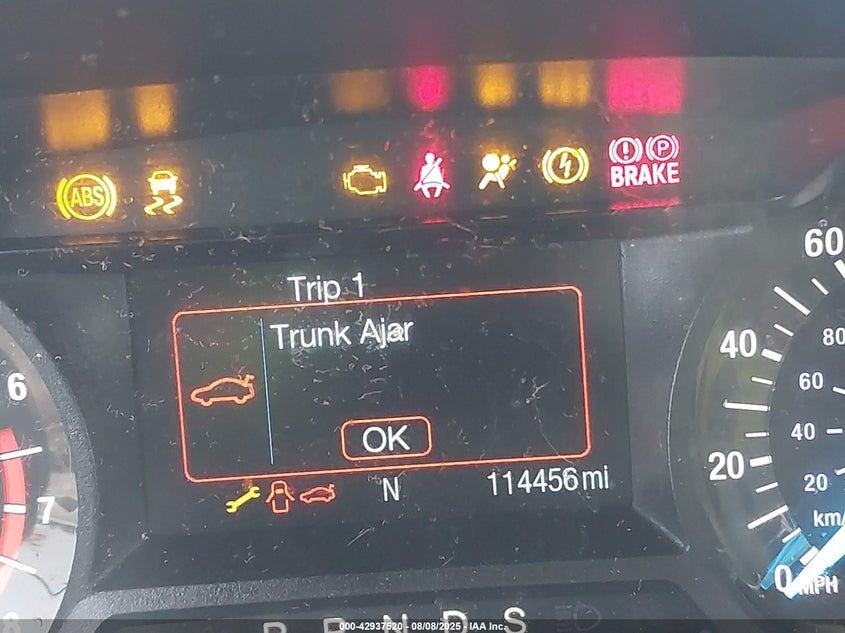 ABS
P
BRAKE
Trip 1
Trunk Ajar
OK
N
114456mi
6
7
60
40
20
0
MPH
80
60
40
20
km/
R N D S
000-42937520 - 08/08/2025 - IAA Inc.